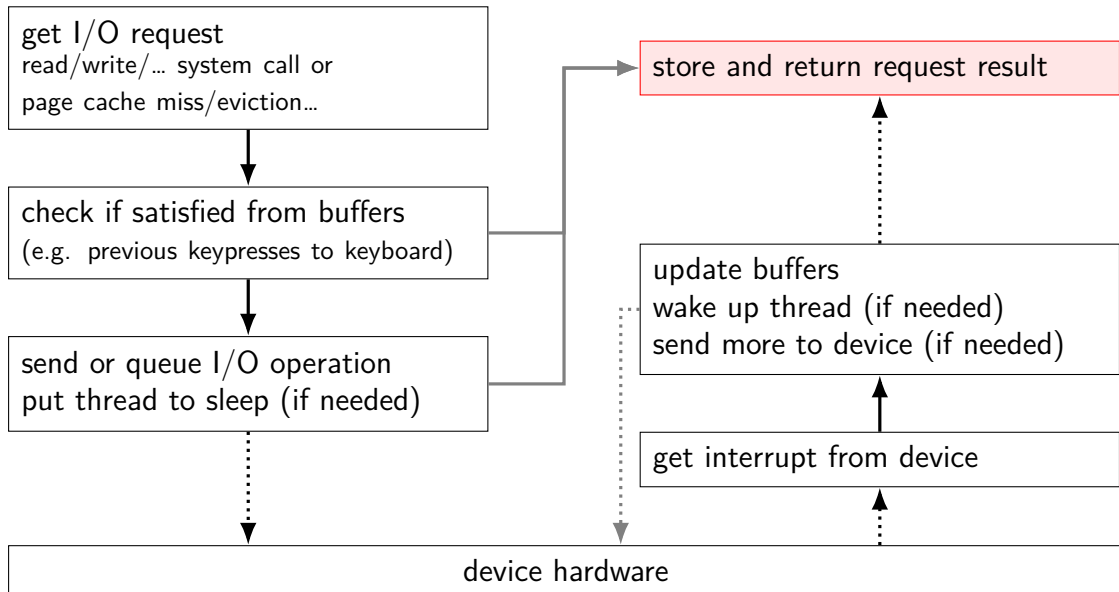 get I/O request
read/write/… system call or
page cache miss/eviction…
check if satisfied from buffers
(e.g. previous keypresses to keyboard)
send or queue I/O operation
put thread to sleep (if needed)
store and return request result
update buffers
wake up thread (if needed)
send more to device (if needed)
get interrupt from device
device hardware